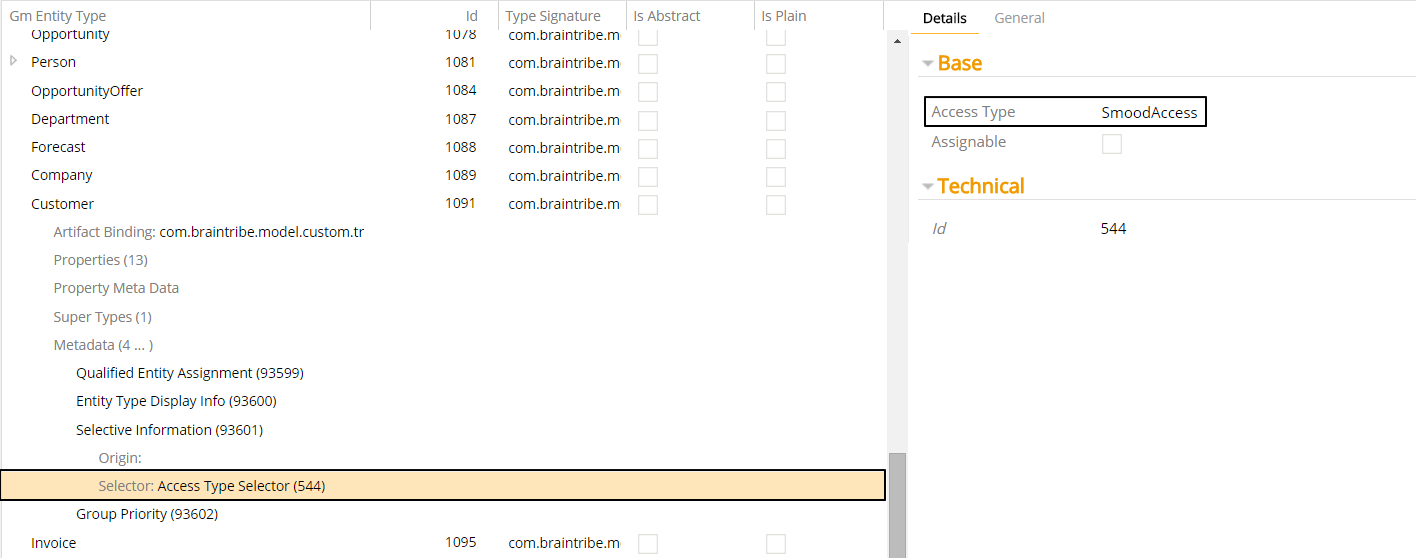 Gm Entity Type Id Type Signature Is Abstract Is Plain
Opportunity 1078 com.braintribe.m
Person 1081 com.braintribe.m
OpportunityOffer 1084 com.braintribe.m
Department 1087 com.braintribe.m
Forecast 1088 com.braintribe.m
Company 1089 com.braintribe.m
Customer 1091 com.braintribe.m
Artifact Binding: com.braintribe.model.custom.tr
Properties (13)
Property Meta Data
Super Types (1)
Metadata (4 ... )
Qualified Entity Assignment (93599)
Entity Type Display Info (93600)
Selective Information (93601)
Origin:
Selector: Access Type Selector (544)
Group Priority (93602)
Invoice 1095 com.braintribe.m
Details General
Base
Access Type SmoodAccess
Assignable
Technical
Id 544